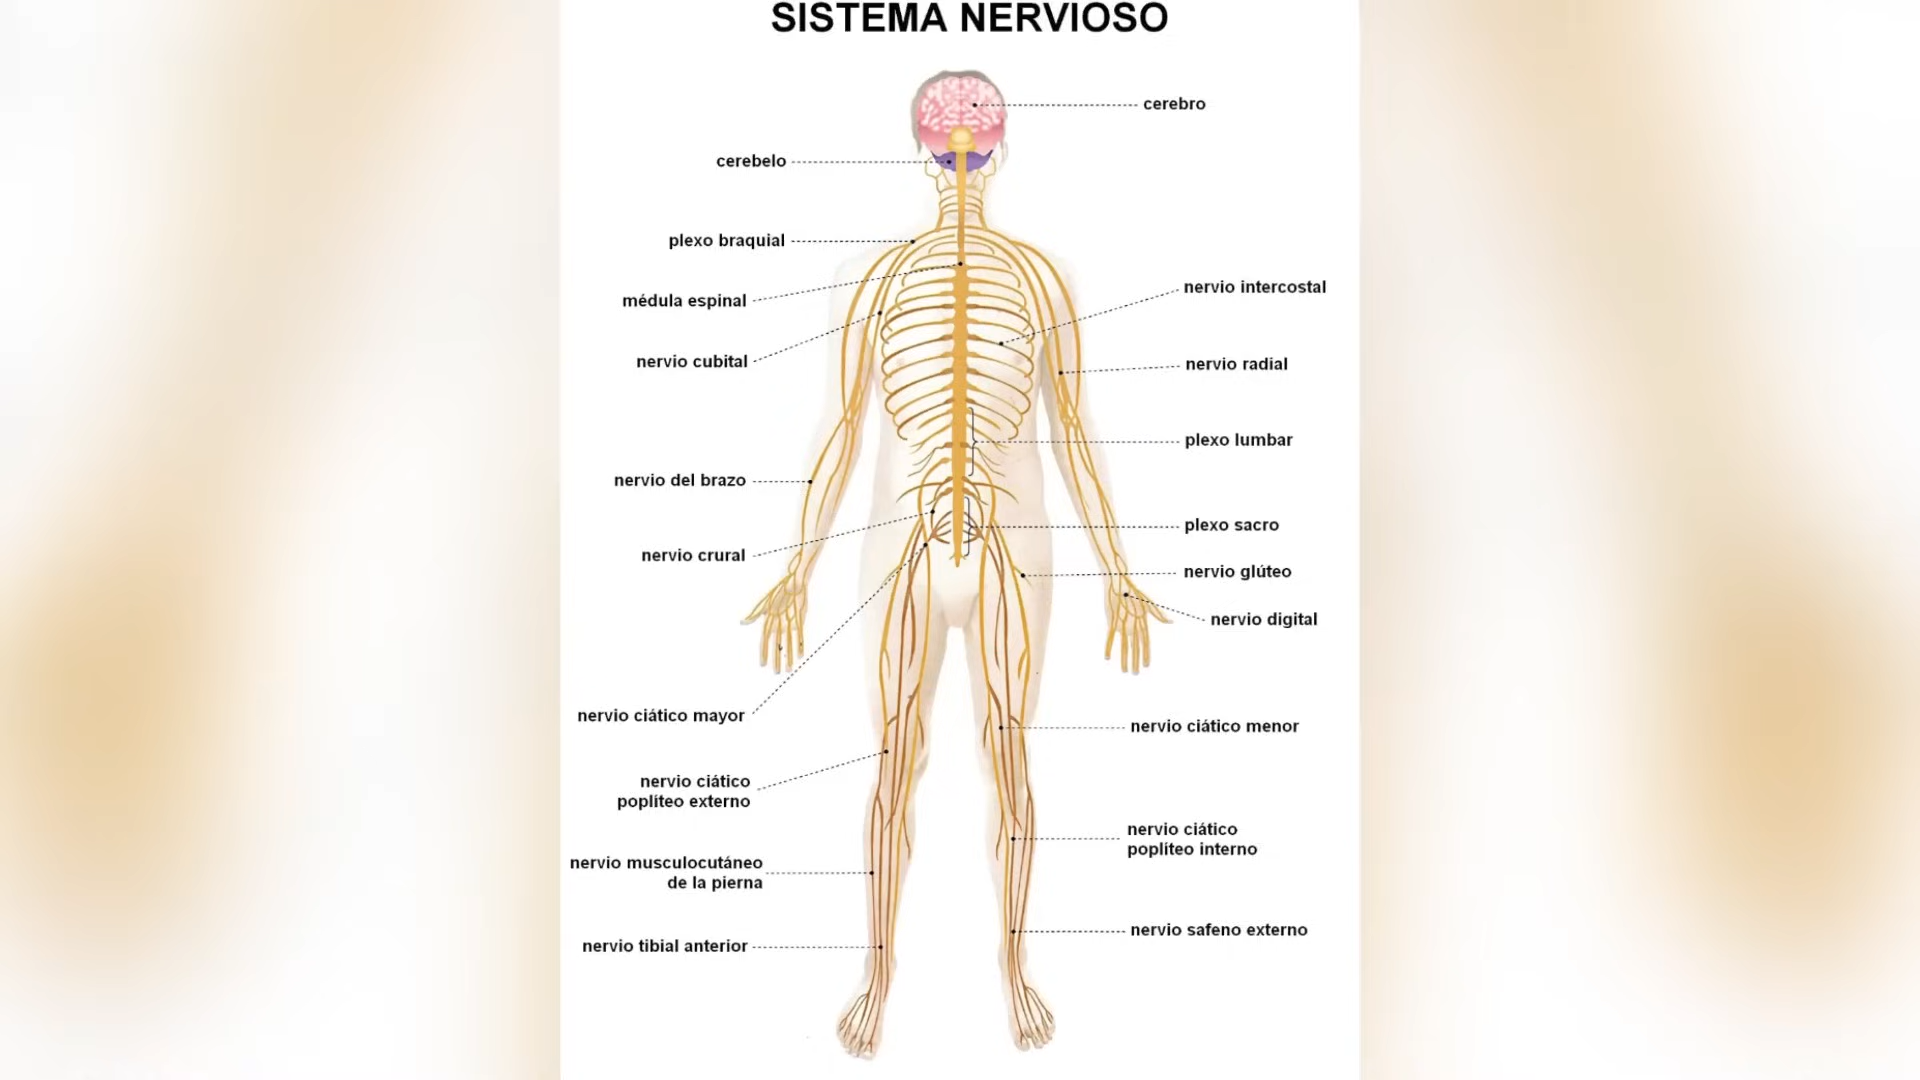 SISTEMA NERVIOSO
cerebro
cerebelo
plexo braquial
médula espinal
nervio intercostal
nervio cubital
nervio radial
plexo lumbar
nervio del brazo
plexo sacro
nervio crural
nervio glúteo
nervio digital
nervio ciático mayor
nervio ciático menor
nervio ciático
poplíteo externo
nervio ciático
poplíteo interno
nervio musculocutáneo
de la pierna
nervio safeno externo
nervio tibial anterior